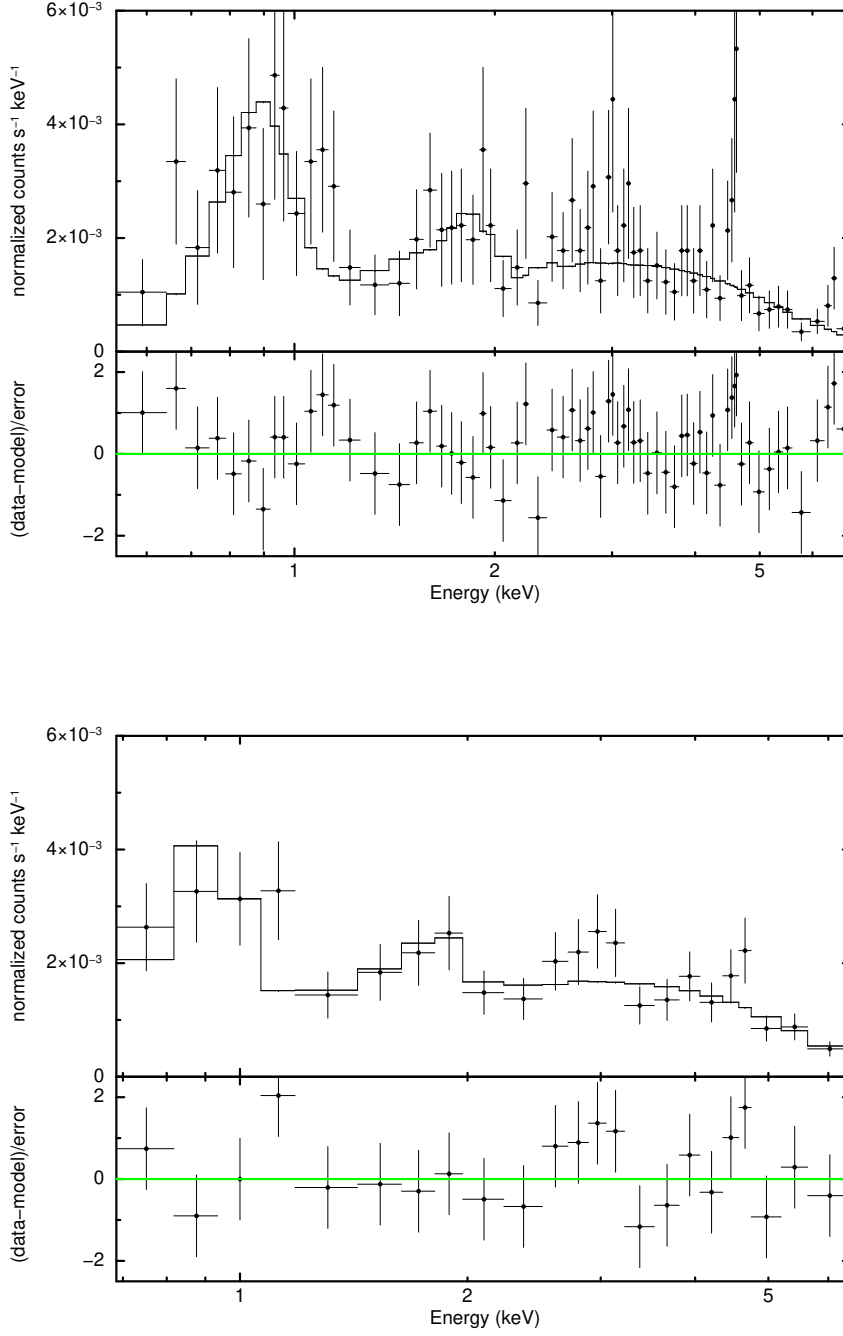 6×10⁻³
4×10⁻³
2×10⁻³
0
normalized counts s⁻¹ keV⁻¹
2
0
−2
(data−model)/error
1 2 5
Energy (keV)
6×10⁻³
4×10⁻³
2×10⁻³
0
normalized counts s⁻¹ keV⁻¹
2
0
−2
(data−model)/error
1 2 5
Energy (keV)